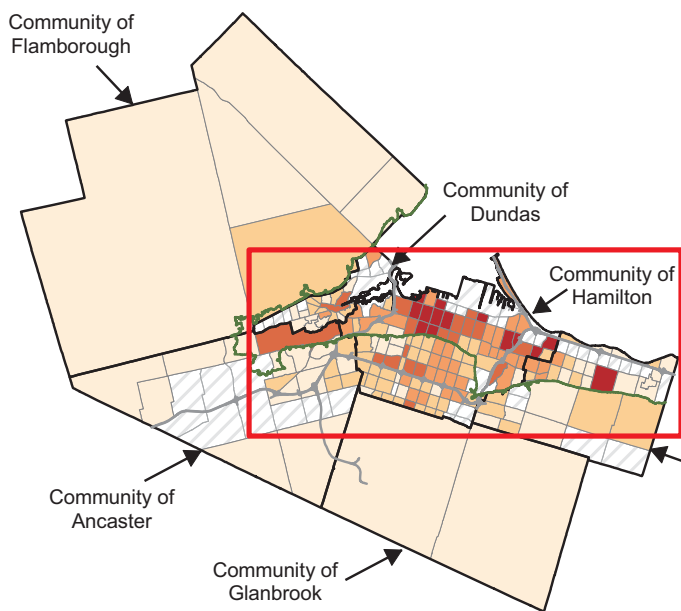 Community of
Flamborough
Community of
Dundas
Community of
Hamilton
Community of
Ancaster
Community of
Glanbrook